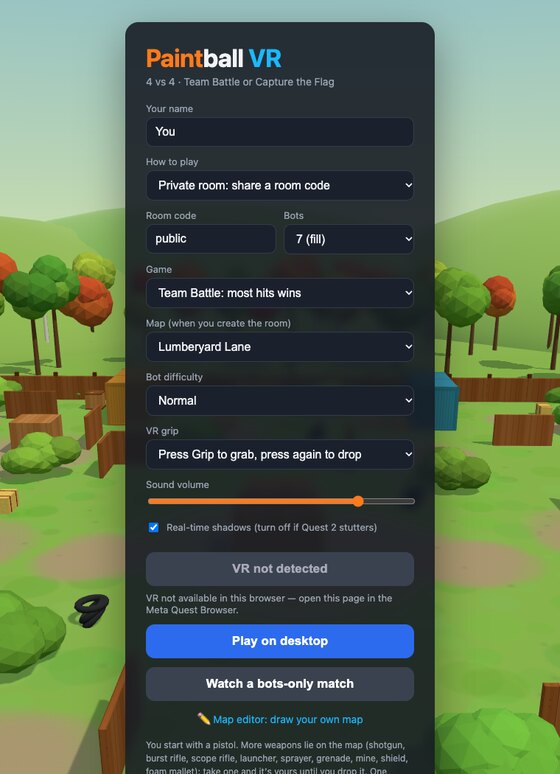 Paintball VR
4 vs 4 · Team Battle or Capture the Flag
Your name
You
How to play
Private room: share a room code
Room code Bots
public 7 (fill)
Game
Team Battle: most hits wins
Map (when you create the room)
Lumberyard Lane
Bot difficulty
Normal
VR grip
Press Grip to grab, press again to drop
Sound volume
Real-time shadows (turn off if Quest 2 stutters)
VR not detected
VR not available in this browser — open this page in the
Meta Quest Browser.
Play on desktop
Watch a bots-only match
✏️ Map editor: draw your own map
You start with a pistol. More weapons lie on the map (shotgun,
burst rifle, scope rifle, launcher, sprayer, grenade, mine, shield,
foam mallet): take one and it's yours until you drop it. One